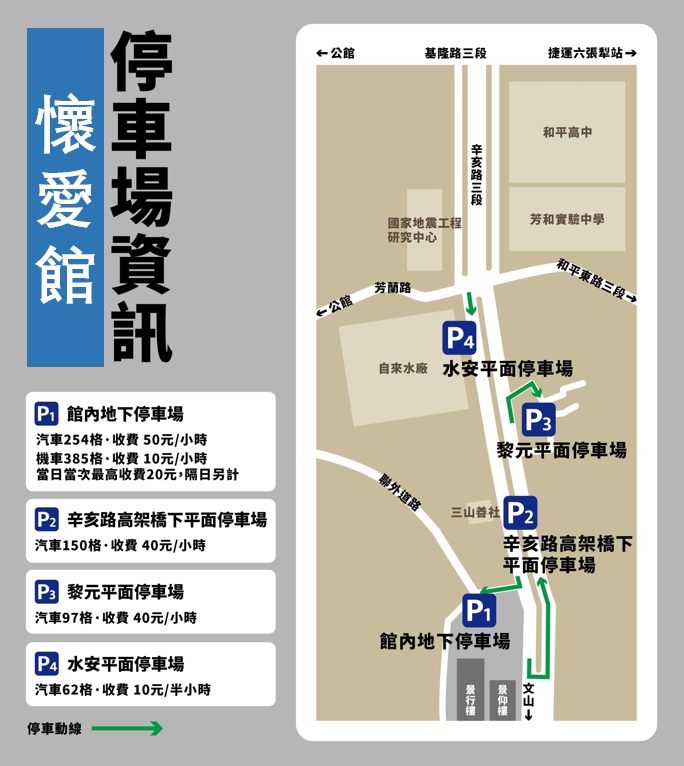 懷愛館
停車場資訊
P1 館內地下停車場
汽車254格·收費 50元/小時
機車385格·收費 10元/小時
當日當次最高收費20元，隔日另計
P2 辛亥路高架橋下平面停車場
汽車150格·收費 40元/小時
P3 黎元平面停車場
汽車97格·收費 40元/小時
P4 水安平面停車場
汽車62格·收費 10元/半小時
停車動線
←公館
基隆路三段
捷運六張犁站→
和平高中
辛亥路三段
芳和實驗中學
國家地震工程
研究中心
和平東路三段→
芳蘭路
←公館
P4
水安平面停車場
自來水廠
P3
黎元平面停車場
聯外道路
三山善社
P2
辛亥路高架橋下
平面停車場
P1
館內地下停車場
景行樓
景仰樓
文山↓